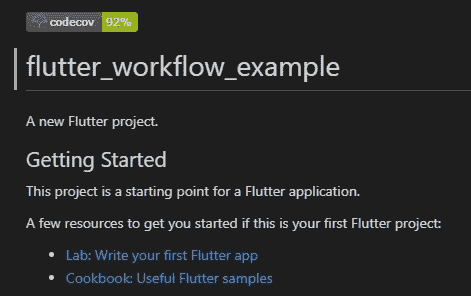 codecov 92%
flutter_workflow_example
A new Flutter project.
Getting Started
This project is a starting point for a Flutter application.
A few resources to get you started if this is your first Flutter project:
Lab: Write your first Flutter app
Cookbook: Useful Flutter samples